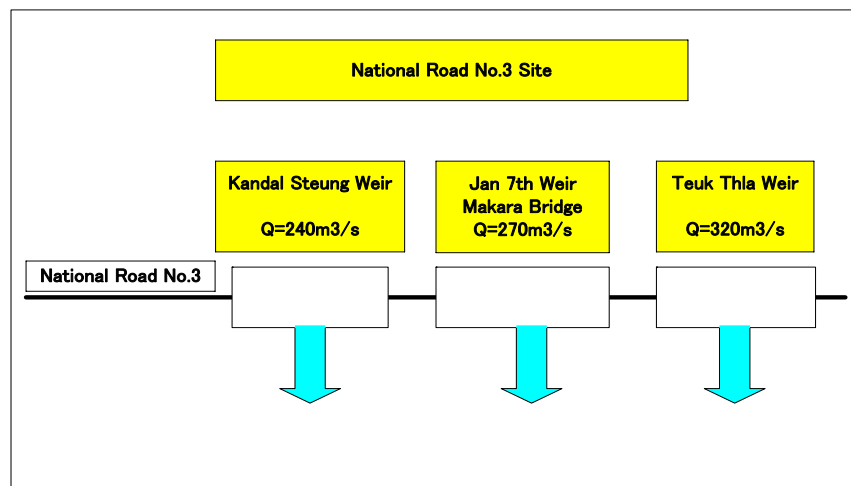 National Road No.3 Site
Kandal Steung Weir
Q=240m3/s
Jan 7th Weir
Makara Bridge
Q=270m3/s
Teuk Thla Weir
Q=320m3/s
National Road No.3